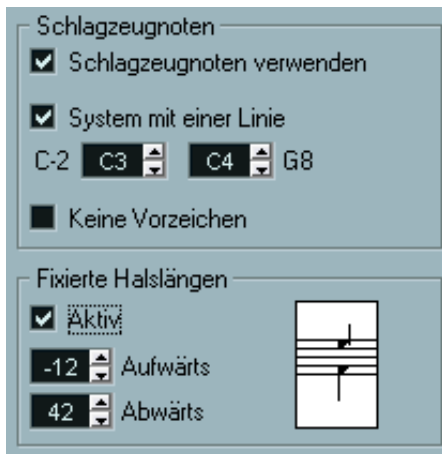 Schlagzeugnoten
Schlagzeugnoten verwenden
System mit einer Linie
C-2 C3 C4 G8
Keine Vorzeichen
Fixierte Halslängen
Aktiv
-12 Aufwärts
42 Abwärts